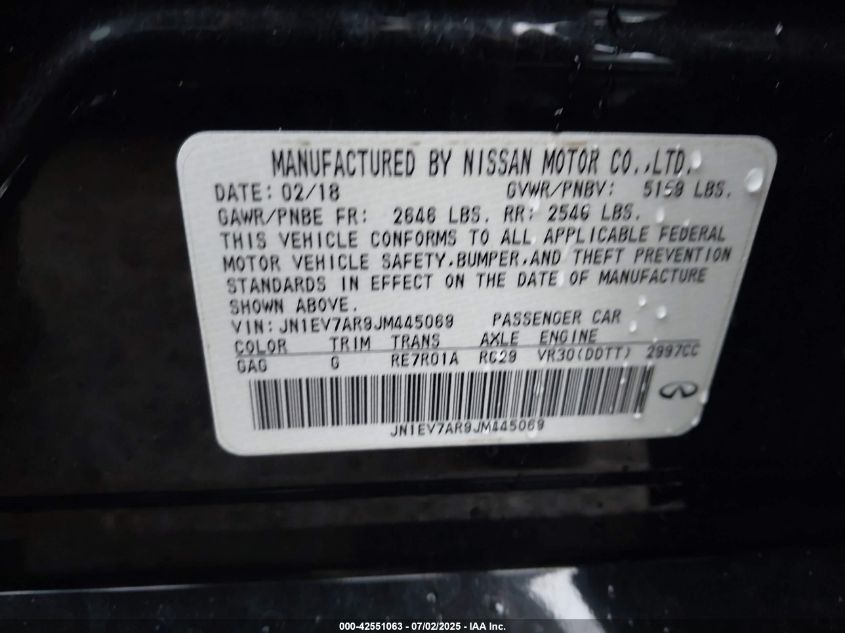 MANUFACTURED BY NISSAN MOTOR CO.,LTD.
DATE: 02/18 GVWR/PNBV: 5159 LBS.
GAWR/PNBE FR: 2646 LBS. RR: 2546 LBS.
THIS VEHICLE CONFORMS TO ALL APPLICABLE FEDERAL
MOTOR VEHICLE SAFETY,BUMPER,AND THEFT PREVENTION
STANDARDS IN EFFECT ON THE DATE OF MANUFACTURE
SHOWN ABOVE.
VIN: JN1EV7AR9JM445069 PASSENGER CAR
COLOR TRIM TRANS AXLE ENGINE
GAG G RE7R01A RC29 VR30(DDTT) 2997CC
JN1EV7AR9JM445069
000-42551063 - 07/02/2025 - IAA Inc.